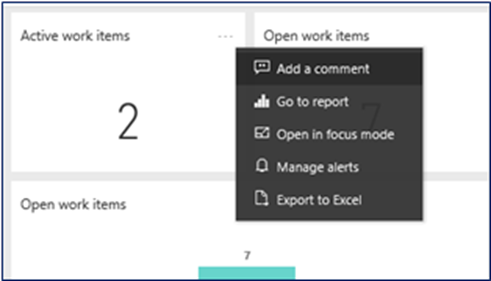 Active work items
Open work items
2
7
Add a comment
Go to report
Open in focus mode
Manage alerts
Export to Excel
Open work items
7